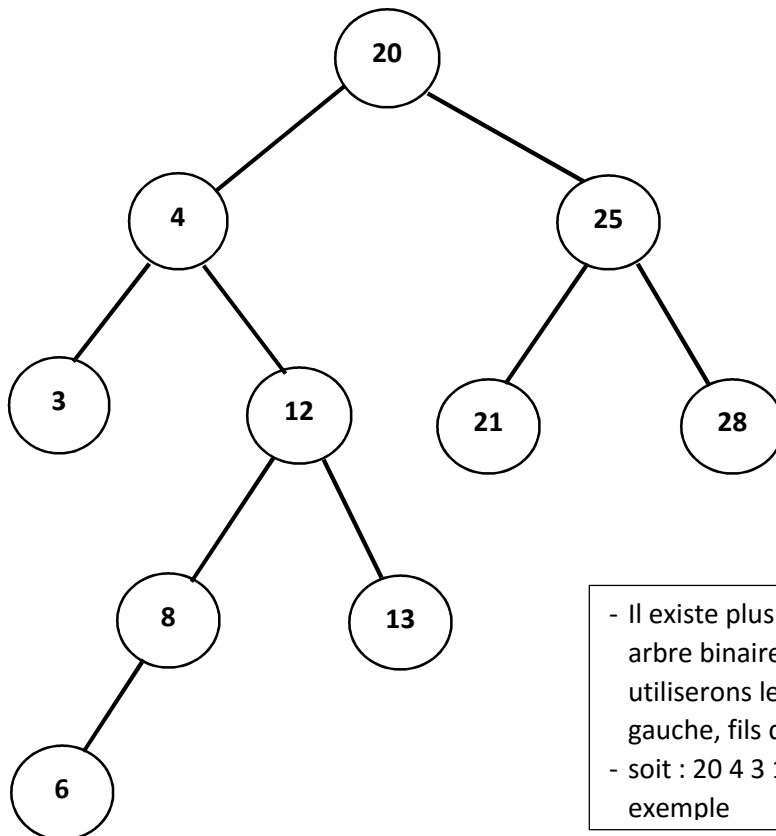 20
4 25
3 12 21 28
8 13
6
- Il existe plus
arbre binaire
utiliserons le
gauche, fils
- soit : 20 4 3
exemple